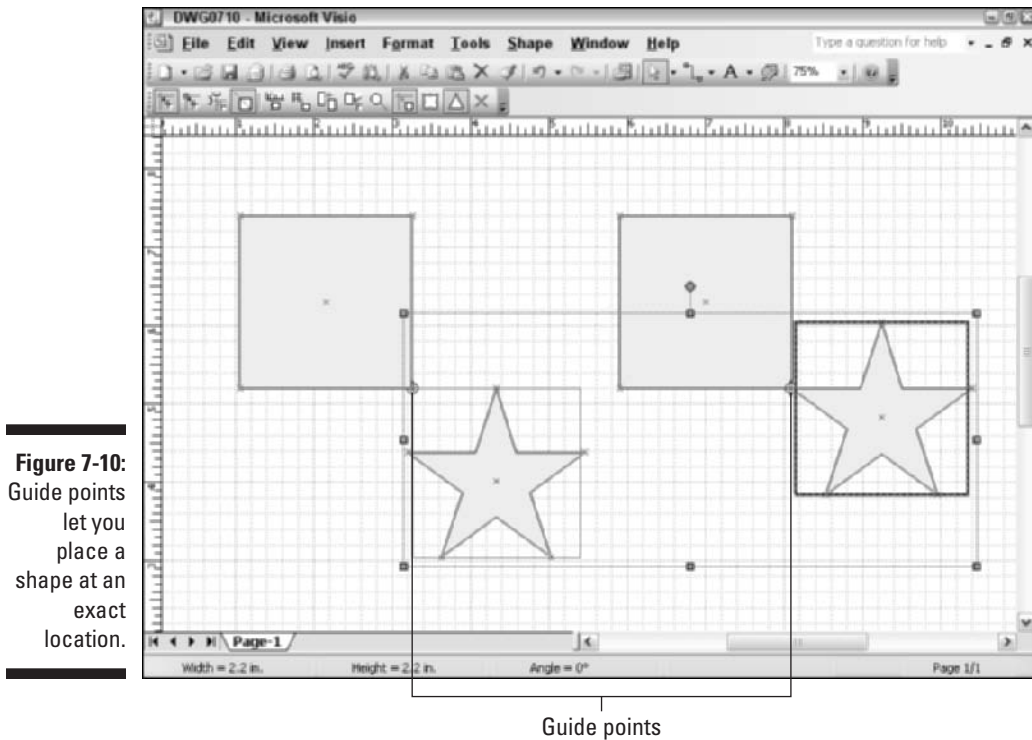 DWG0710 - Microsoft Visio
File Edit View Insert Format Tools Shape Window Help
Type a question for help
75%
Figure 7-10:
Guide points
let you
place a
shape at an
exact
location.
Page-1
Width = 2.2 in. Height = 2.2 in. Angle = 0° Page 1/1
Guide points